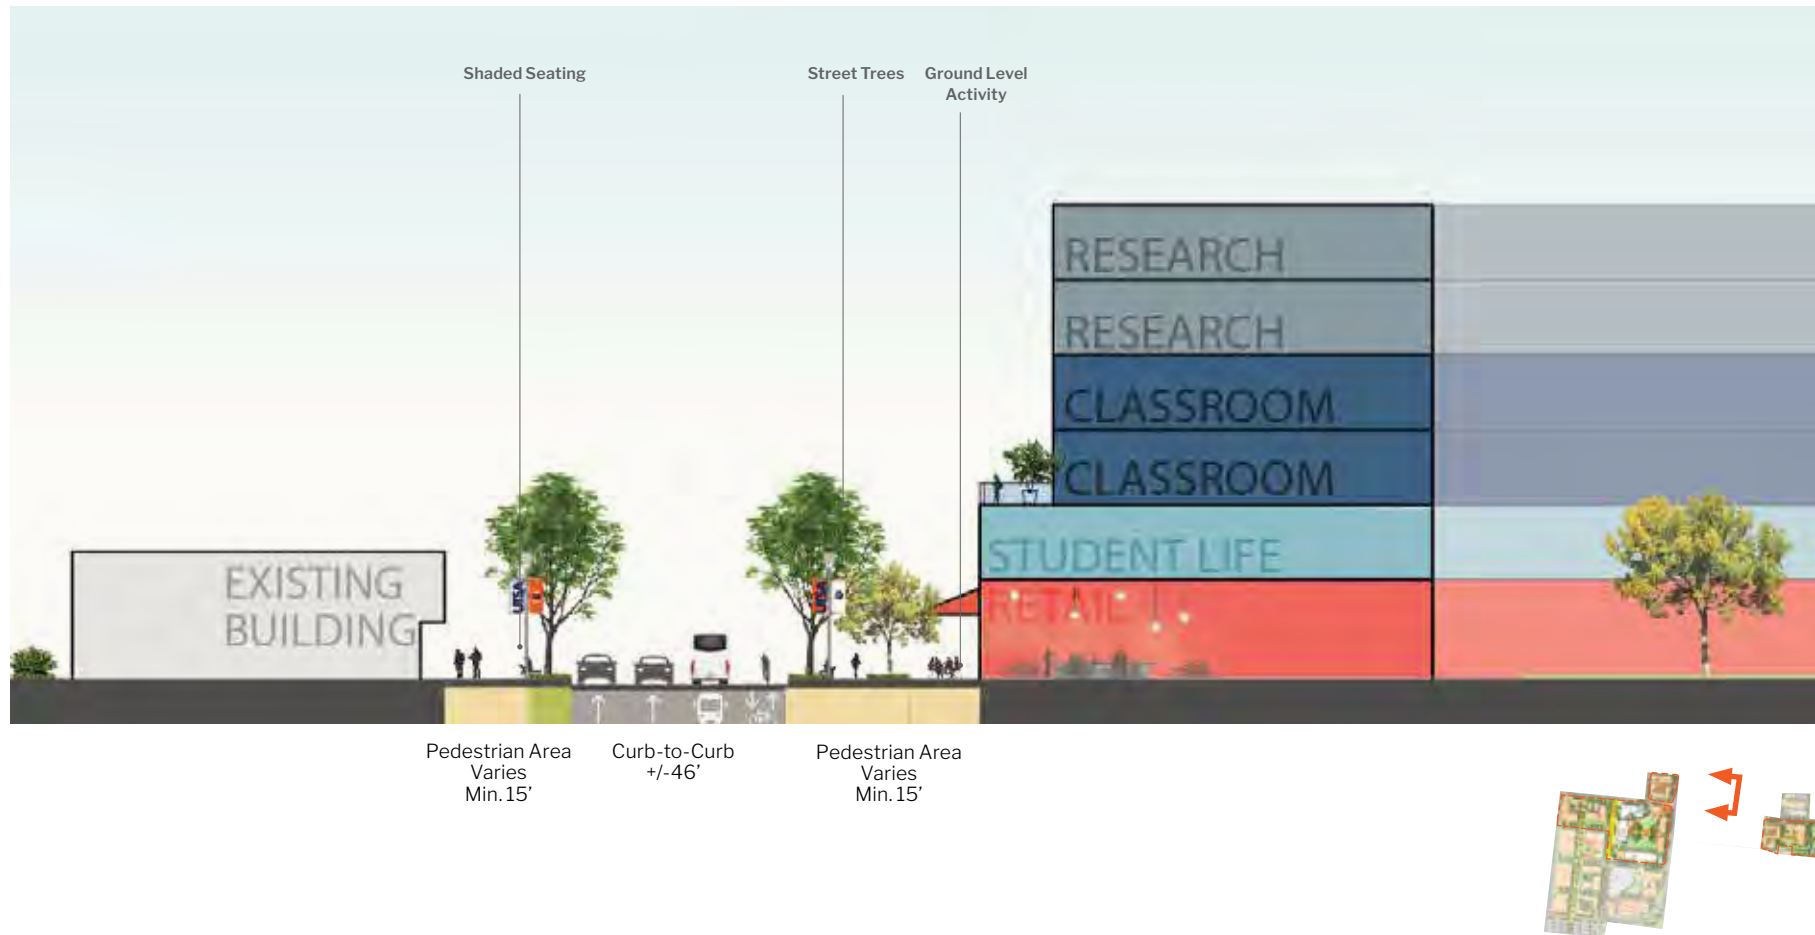 Shaded Seating
Street Trees
Ground Level
Activity
RESEARCH
RESEARCH
CLASSROOM
CLASSROOM
STUDENT LIFE
RETAIL
EXISTING
BUILDING
Pedestrian Area
Varies
Min. 15’
Curb-to-Curb
+/-46’
Pedestrian Area
Varies
Min. 15’